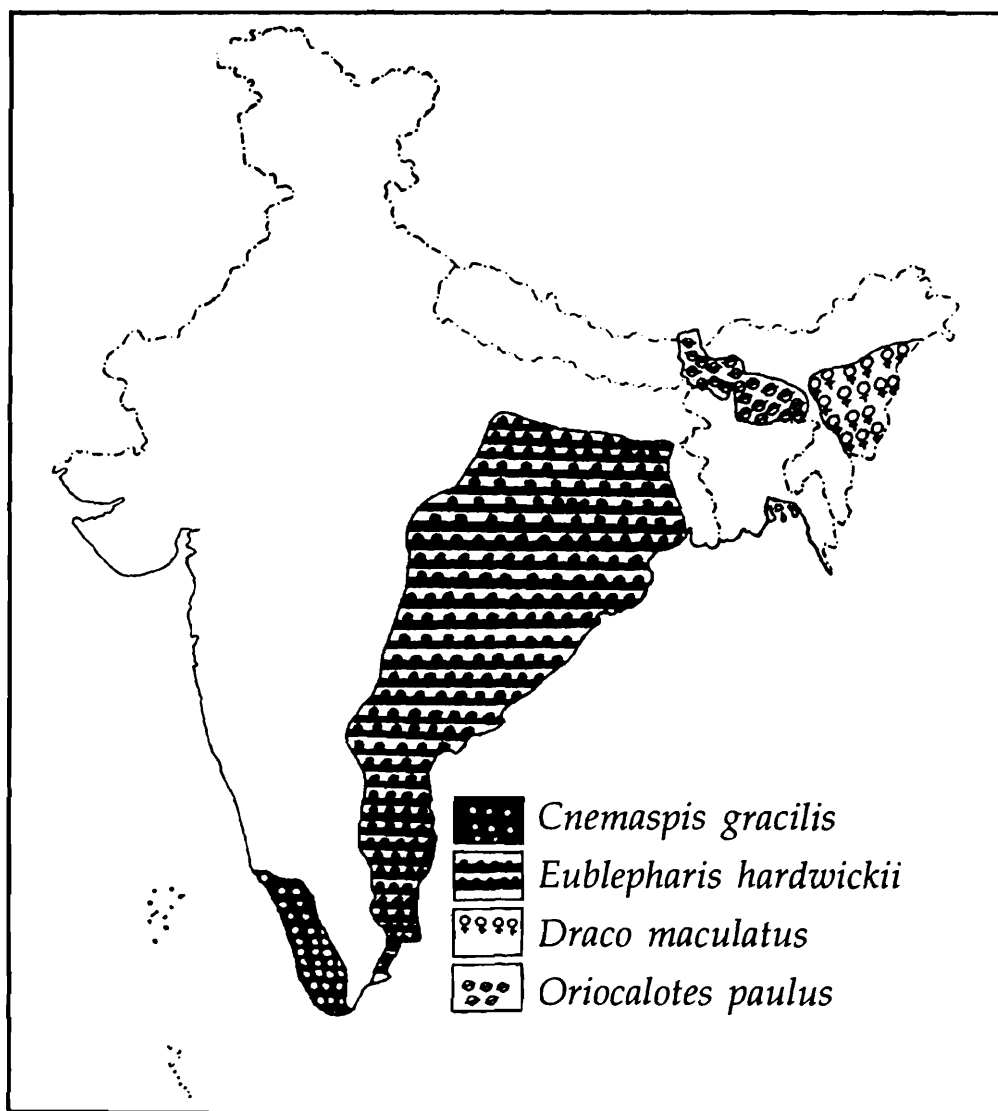 Cnemaspis gracilis
Eublepharis hardwickii
Draco maculatus
Oriocalotes paulus